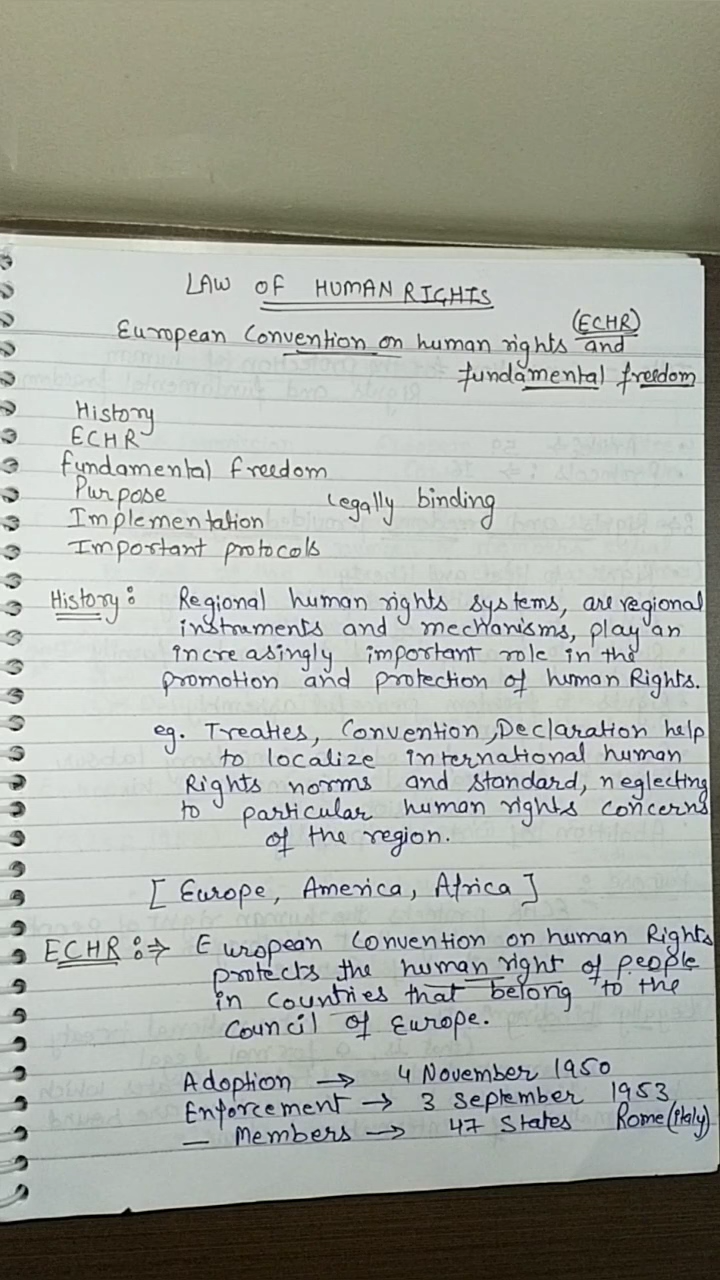 LAW OF HUMAN RIGHTS
European Convention on human rights (ECHR) and
fundamental freedom
History
ECHR
fundamental freedom
Purpose
Legally binding
Implementation
Important protocols
History: Regional human rights systems, are regional
instruments and mechanisms, play an
increasingly important role in the
promotion and protection of human Rights.
eg. Treaties, Convention, Declaration help
to localize international human
Rights norms and standard, neglecting
to particular human rights concerns
of the region.
[Europe, America, Africa]
ECHR :⇒ European Convention on human Rights
protects the human right of people
in countries that belong to the
Council of Europe.
Adoption → 4 November 1950
Enforcement → 3 September 1953,
— Members → 47 States Rome (Italy)